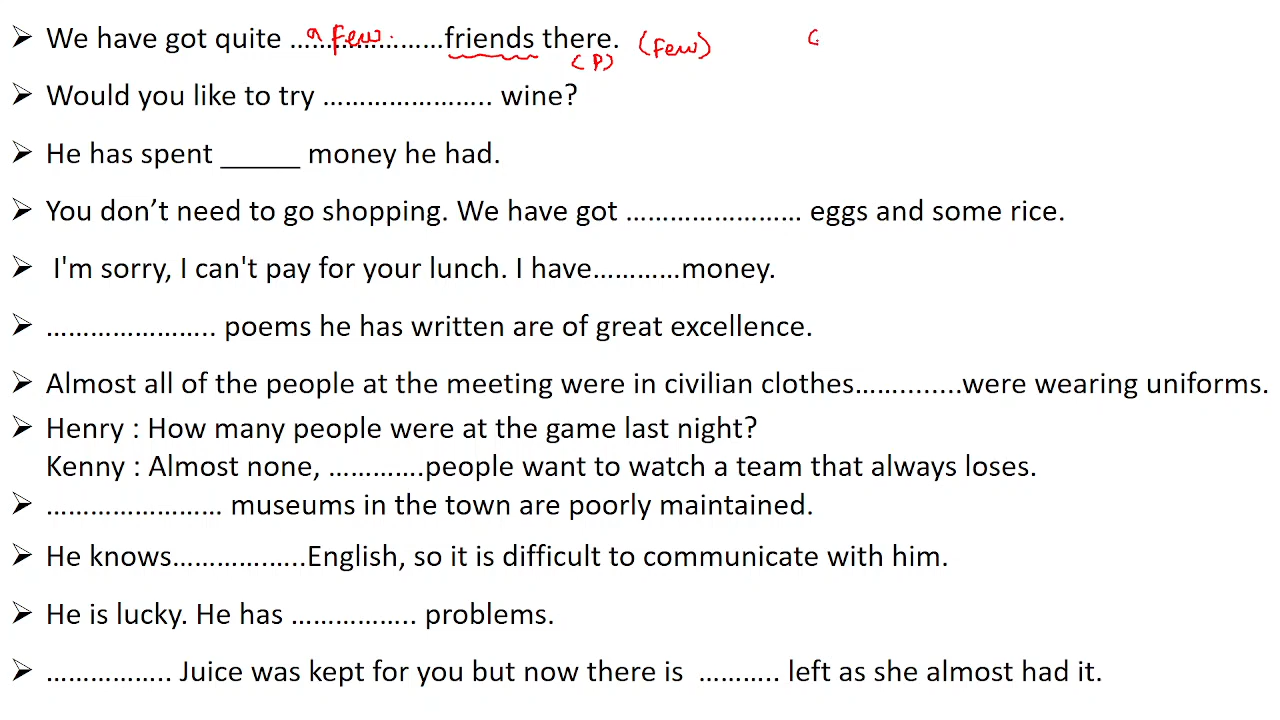 ➢ We have got quite ...a few....friends there. (few) (
(P)
➢ Would you like to try ………………….. wine?
➢ He has spent _____ money he had.
➢ You don’t need to go shopping. We have got …………………… eggs and some rice.
➢ I'm sorry, I can't pay for your lunch. I have…………money.
➢ ………………….. poems he has written are of great excellence.
➢ Almost all of the people at the meeting were in civilian clothes……........were wearing uniforms.
➢ Henry : How many people were at the game last night?
Kenny : Almost none, ………….people want to watch a team that always loses.
➢ …………………… museums in the town are poorly maintained.
➢ He knows………….…..English, so it is difficult to communicate with him.
➢ He is lucky. He has …………….. problems.
➢ …………….. Juice was kept for you but now there is ……….. left as she almost had it.